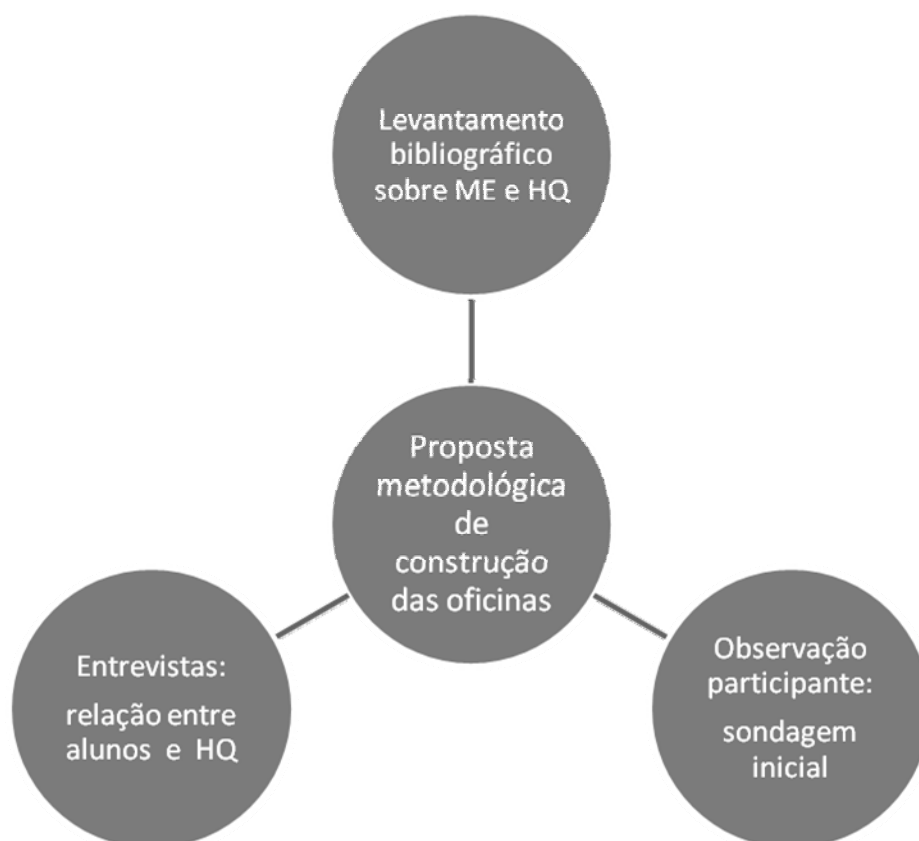 Levantamento
bibliográfico
sobre ME e HQ
Proposta
metodológica
de
construção
das oficinas
Entrevistas:
relação entre
alunos e HQ
Observação
participante:
sondagem
inicial